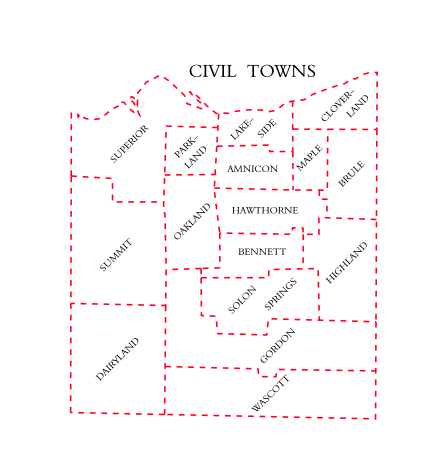 CIVIL TOWNS
CLOVER-
LAND
LAKE-
SIDE
SUPERIOR
PARK-
LAND
MAPLE
AMNICON
BRULE
HAWTHORNE
OAKLAND
BENNETT
SUMMIT
HIGHLAND
SOLON
SPRINGS
GORDON
DAIRYLAND
WASCOTT